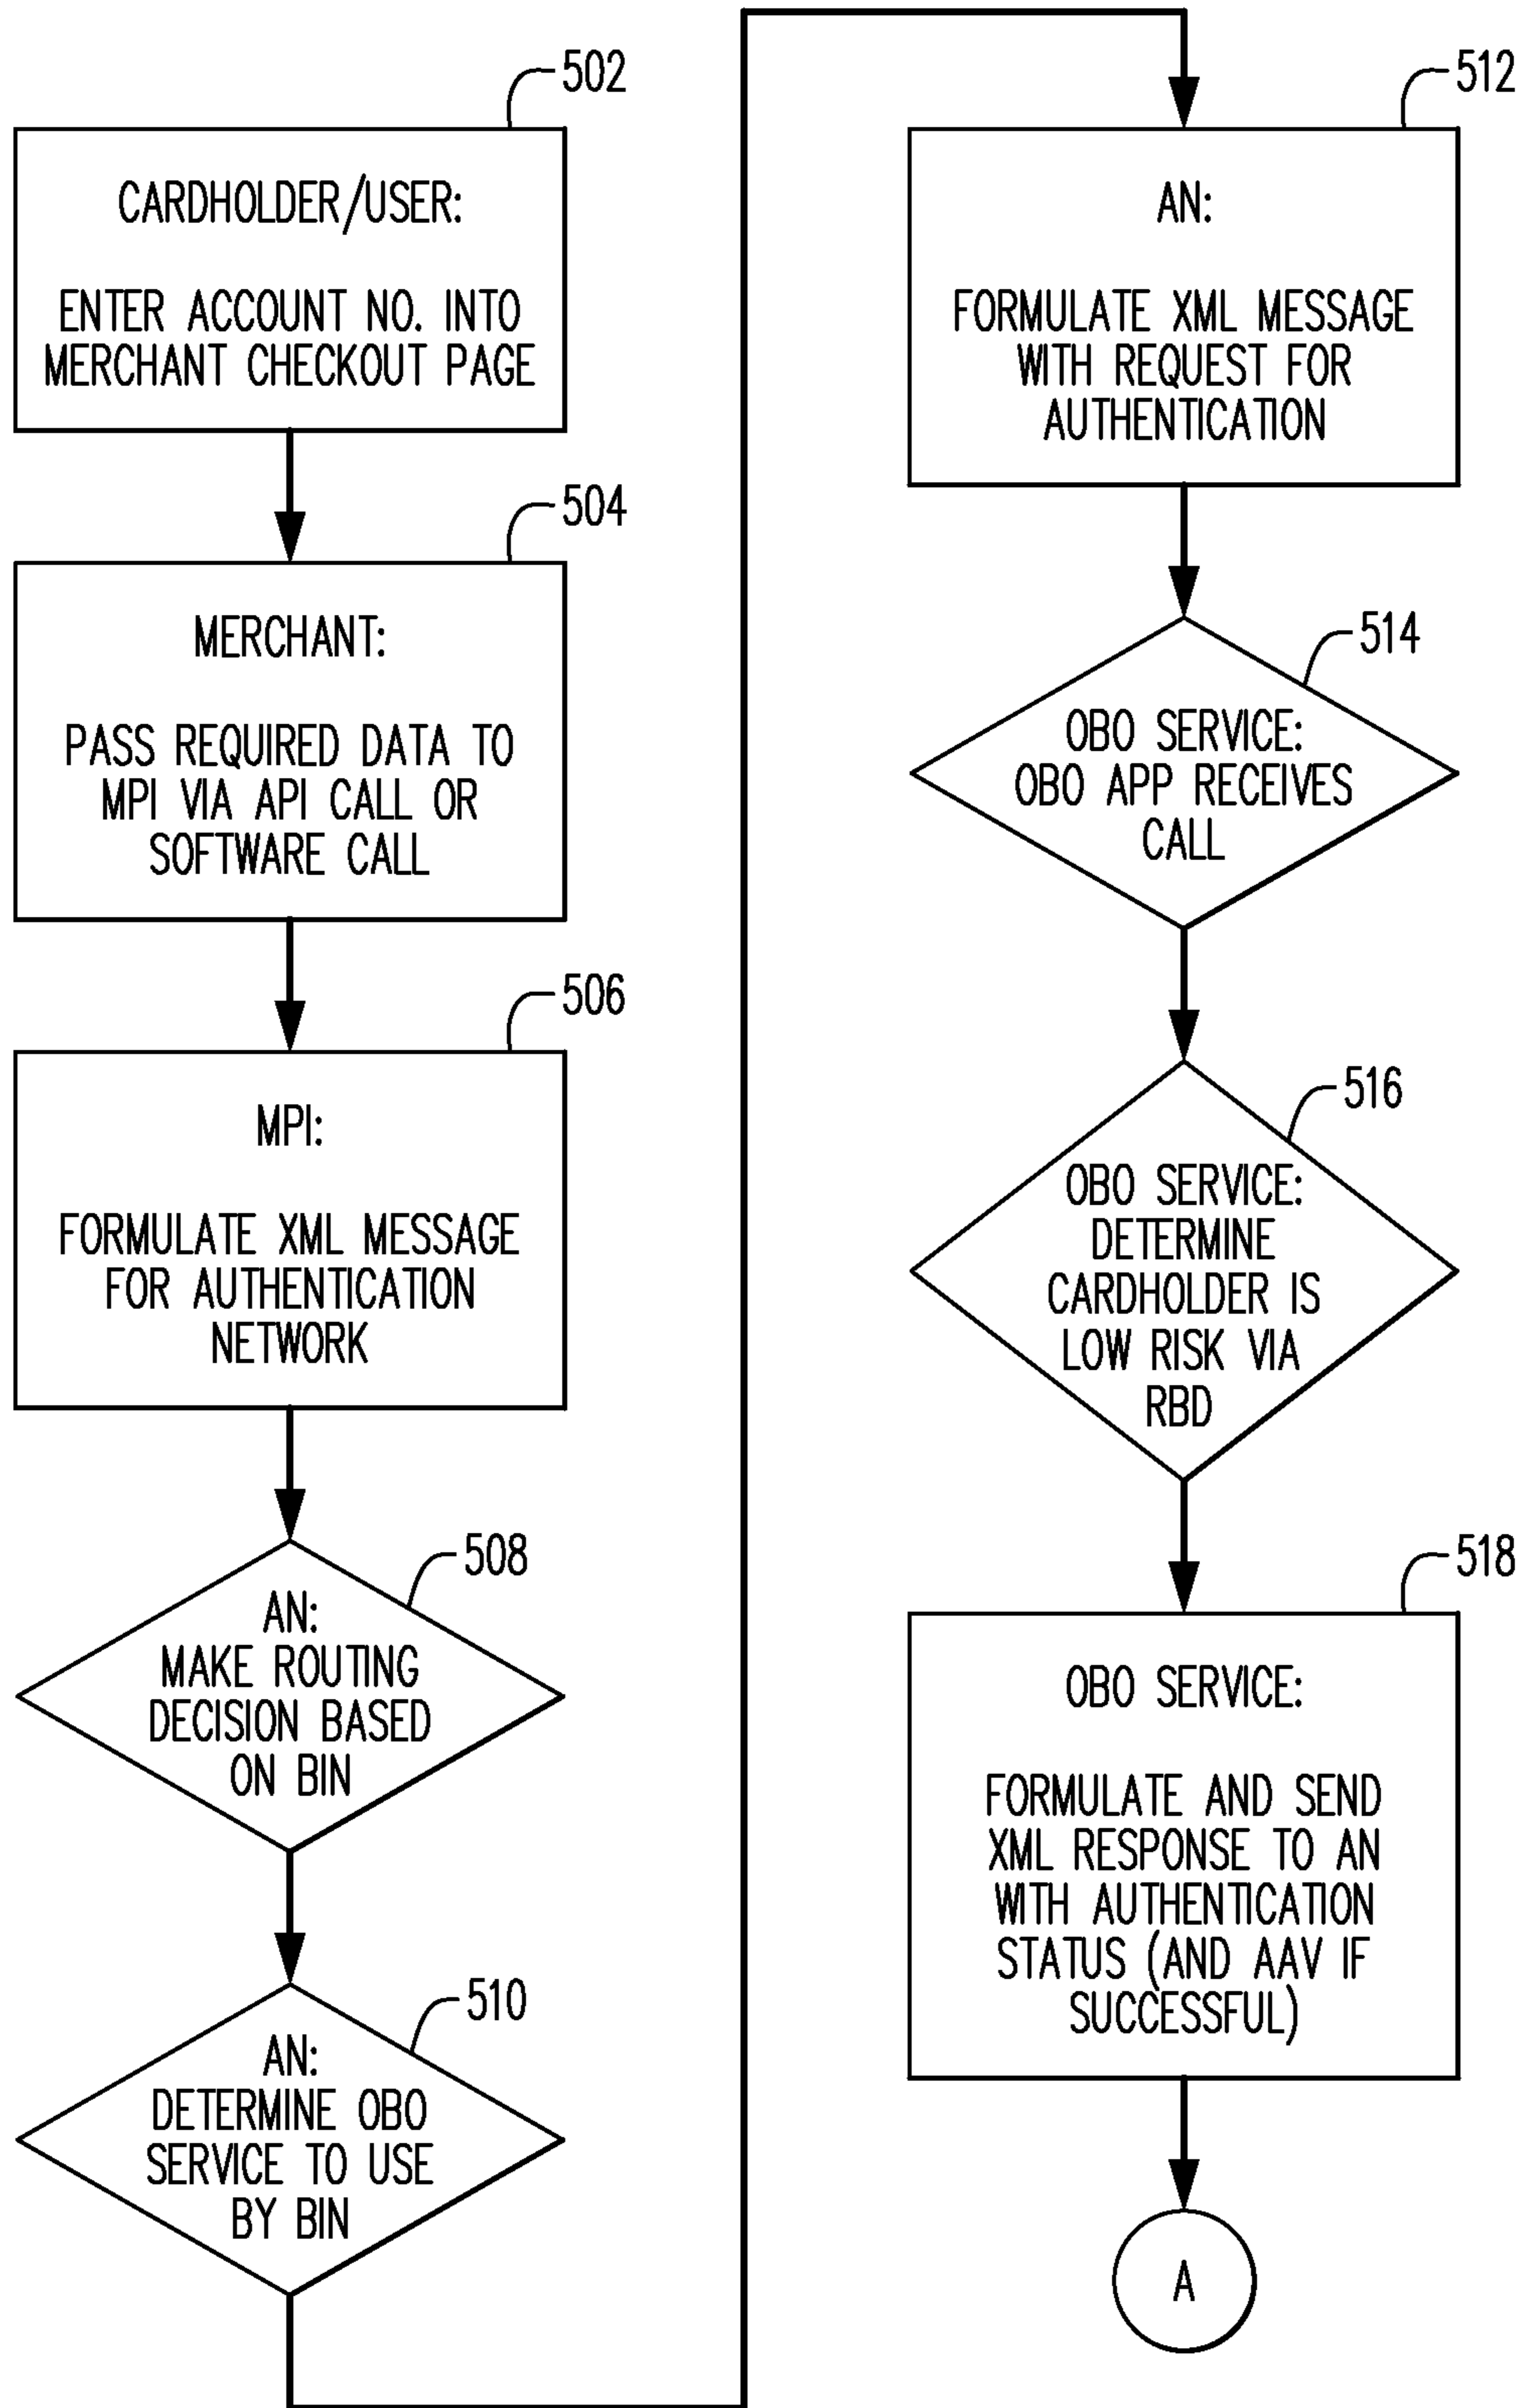 502
CARDHOLDER/USER:
ENTER ACCOUNT NO. INTO
MERCHANT CHECKOUT PAGE
504
MERCHANT:
PASS REQUIRED DATA TO
MPI VIA API CALL OR
SOFTWARE CALL
506
MPI:
FORMULATE XML MESSAGE
FOR AUTHENTICATION
NETWORK
508
AN:
MAKE ROUTING
DECISION BASED
ON BIN
510
AN:
DETERMINE OBO
SERVICE TO USE
BY BIN
512
AN:
FORMULATE XML MESSAGE
WITH REQUEST FOR
AUTHENTICATION
514
OBO SERVICE:
OBO APP RECEIVES
CALL
516
OBO SERVICE:
DETERMINE
CARDHOLDER IS
LOW RISK VIA
RBD
518
OBO SERVICE:
FORMULATE AND SEND
XML RESPONSE TO AN
WITH AUTHENTICATION
STATUS (AND AAV IF
SUCCESSFUL)
A